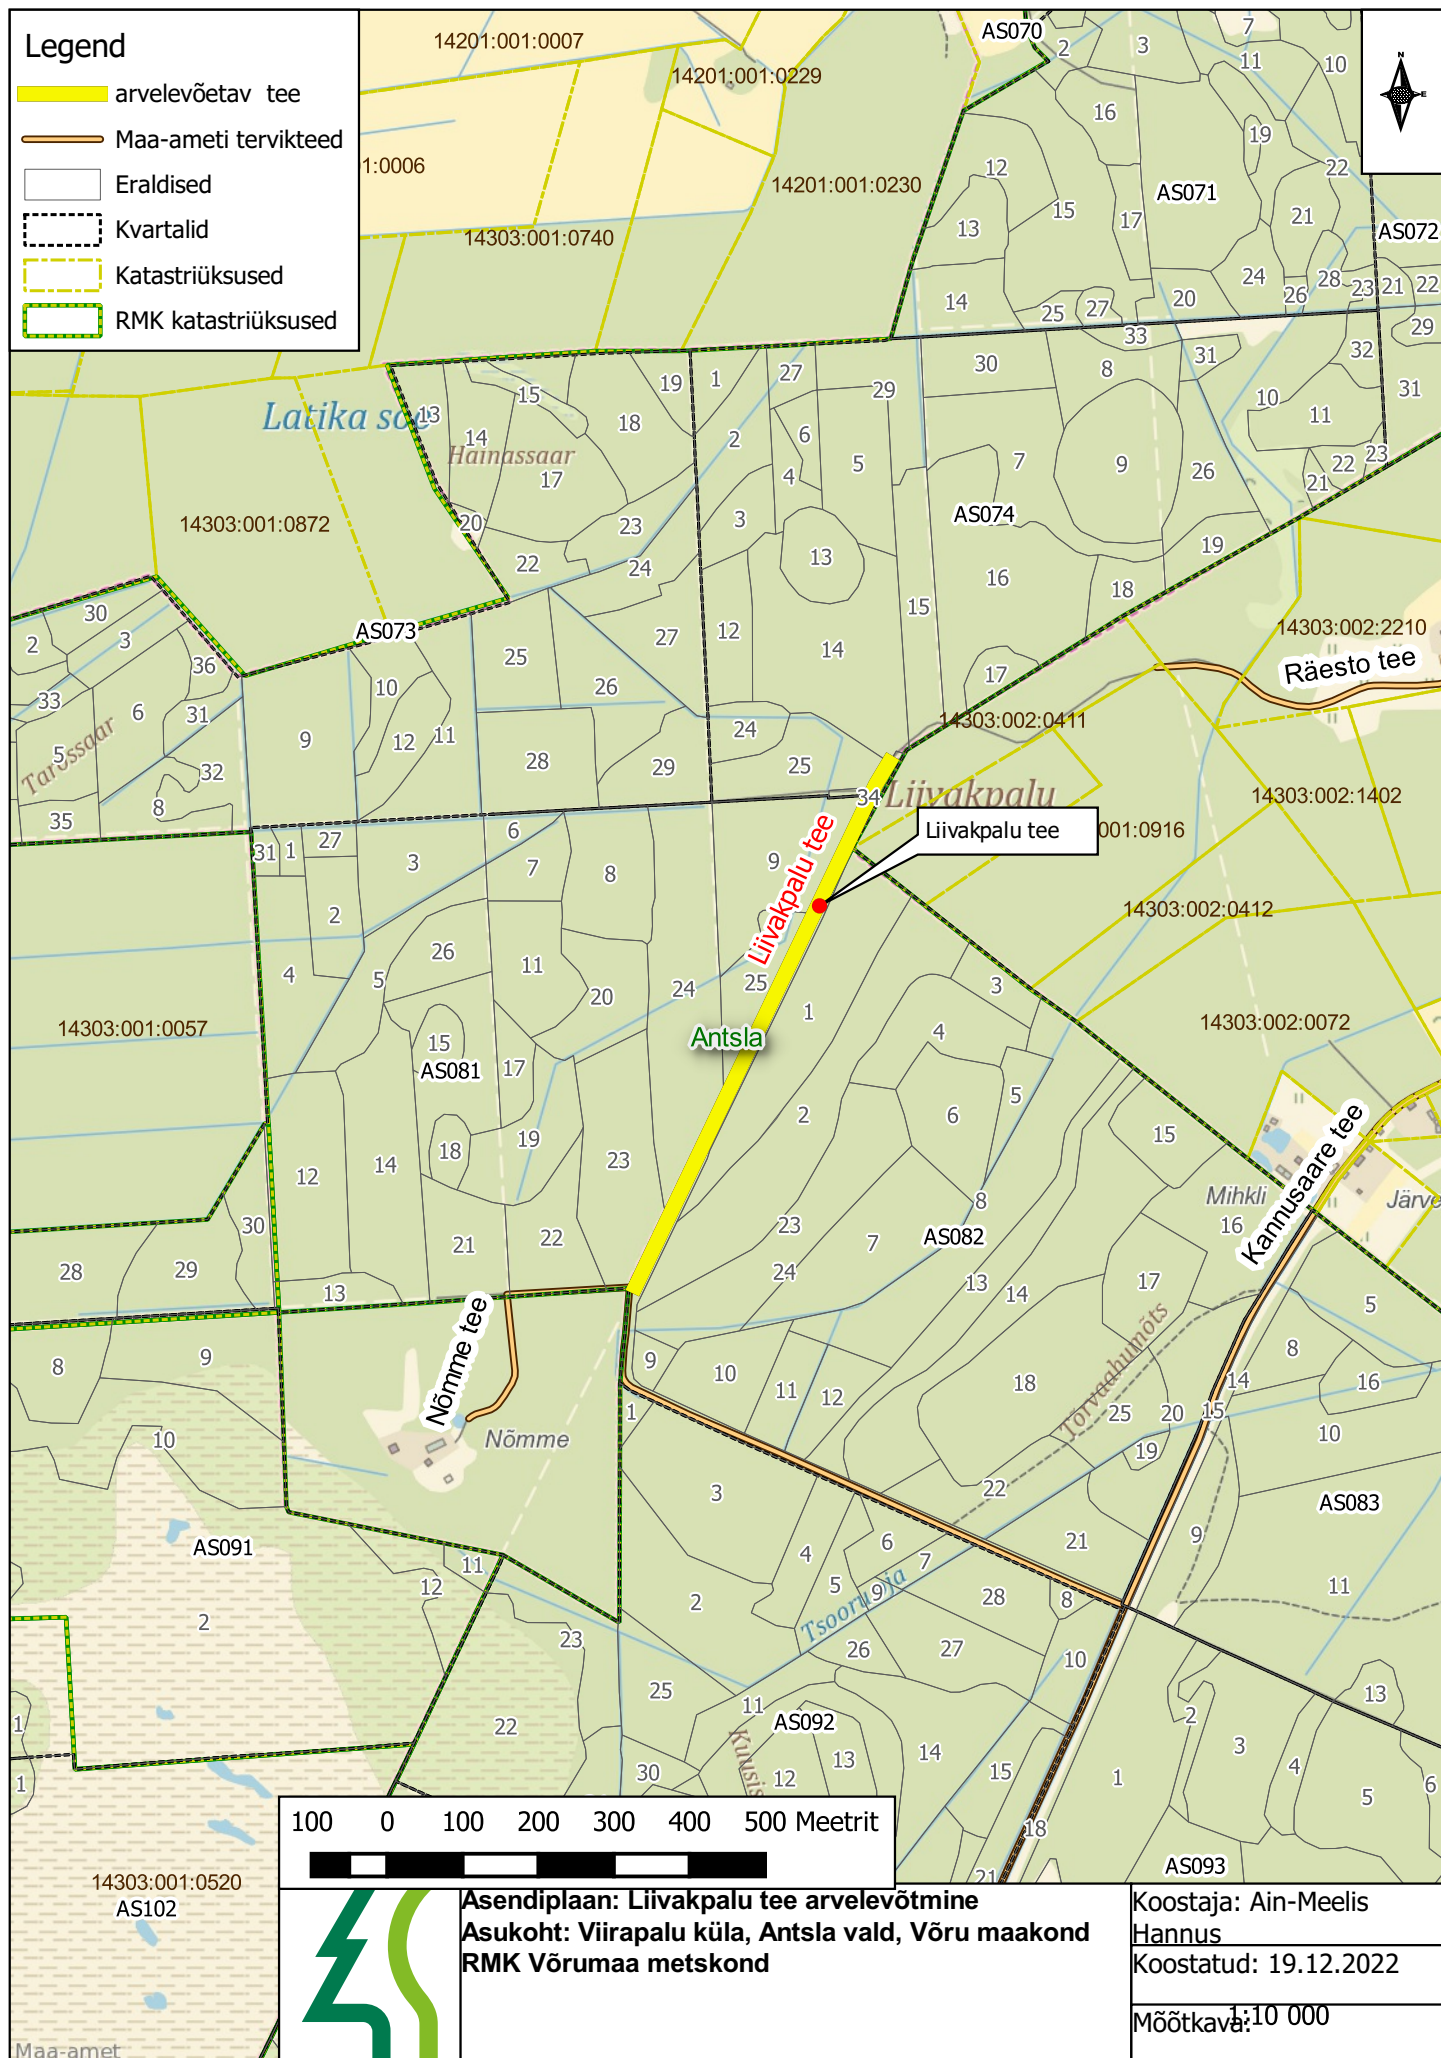 Legend
arvelevõetav tee
Maa-ameti tervikteed
Eraldised
Kvartalid
Katastriüksused
RMK katastriüksused
14201:001:0007
14201:001:0229
1:0006
14201:001:0230
14303:001:0740
AS070
AS071
AS072
Latika soo
Hainassaar
14303:001:0872
AS073
AS074
14303:002:2210
Räesto tee
14303:002:0411
Tarossaar
Liivakpalu
14303:002:1402
Liivakpalu tee
001:0916
Liivakpalu tee
14303:002:0412
14303:001:0057
Antsla
14303:002:0072
AS081
Kannusaare tee
Mihkli
Järve
AS082
Nõmme tee
Nõmme
Torvaahumõts
AS083
AS091
Tsooru oja
AS092
Kuusis
AS093
14303:001:0520
AS102
100 0 100 200 300 400 500 Meetrit
Asendiplaan: Liivakpalu tee arvelevõtmine
Asukoht: Viirapalu küla, Antsla vald, Võru maakond
RMK Võrumaa metskond
Koostaja: Ain-Meelis
Hannus
Koostatud: 19.12.2022
Mõõtkava: 1:10 000
Maa-amet